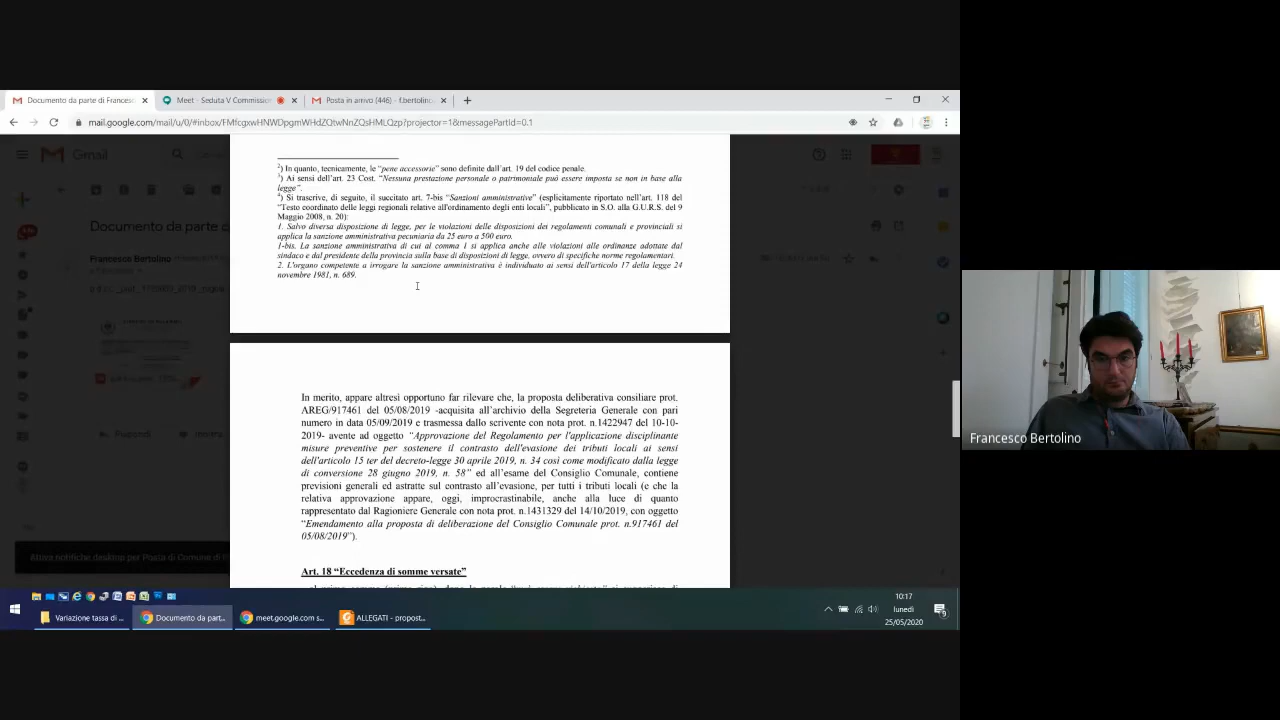 Documento da parte di Frances
Meet - Seduta V Commissio
Posta in arrivo (446) - f.bertolino
mail.google.com/mail/u/0/#inbox/FMfcgxwHNWDpgmWHdZQtwNnZQsHMLQzp?projector=1&messagePartId=0.1
Gmail
2) In quanto, tecnicamente, le "pene accessorie" sono definite dall'art. 19 del codice penale.
3) Ai sensi dell'art. 23 Cost. "Nessuna prestazione personale o patrimoniale può essere imposta se non in base alla
legge".
4) Si trascrive, di seguito, il succitato art. 7-bis "Sanzioni amministrative" (esplicitamente riportato nell'art. 118 del
"Testo coordinato delle leggi regionali relative all'ordinamento degli enti locali", pubblicato in S.O. alla G.U.R.S. del 9
Maggio 2008, n. 20):
1. Salvo diversa disposizione di legge, per le violazioni delle disposizioni dei regolamenti comunali e provinciali si
applica la sanzione amministrativa pecuniaria da 25 euro a 500 euro.
1-bis. La sanzione amministrativa di cui al comma 1 si applica anche alle violazioni alle ordinanze adottate dal
sindaco e dal presidente della provincia sulla base di disposizioni di legge, ovvero di specifiche norme regolamentari.
2. L'organo competente a irrogare la sanzione amministrativa è individuato ai sensi dell'articolo 17 della legge 24
novembre 1981, n. 689.
Documento da p
Francesco Bertolino
In merito, appare altresì opportuno far rilevare che, la proposta deliberativa consiliare prot.
AREG/917461 del 05/08/2019 -acquisita all'archivio della Segreteria Generale con pari
numero in data 05/09/2019 e trasmessa dallo scrivente con nota prot. n.1422947 del 10-10-
2019- avente ad oggetto "Approvazione del Regolamento per l'applicazione disciplinante
misure preventive per sostenere il contrasto dell'evasione dei tributi locali ai sensi
dell'articolo 15 ter del decreto-legge 30 aprile 2019, n. 34 così come modificato dalla legge
di conversione 28 giugno 2019, n. 58" ed all'esame del Consiglio Comunale, contiene
previsioni generali ed astratte sul contrasto all'evasione, per tutti i tributi locali (e che la
relativa approvazione appare, oggi, improcrastinabile, anche alla luce di quanto
rappresentato dal Ragioniere Generale con nota prot. n.1431329 del 14/10/2019, con oggetto
"Emendamento alla proposta di deliberazione del Consiglio Comunale prot. n.917461 del
05/08/2019").
Art. 18 "Eccedenza di somme versate"
Rispondi
Inoltra
Attiva notifiche desktop per Posta di Comune di P
Variazione tassa di ...
Documento da part...
meet.google.com s...
ALLEGATI - propost...
10:17
lunedì
25/05/2020
Francesco Bertolino